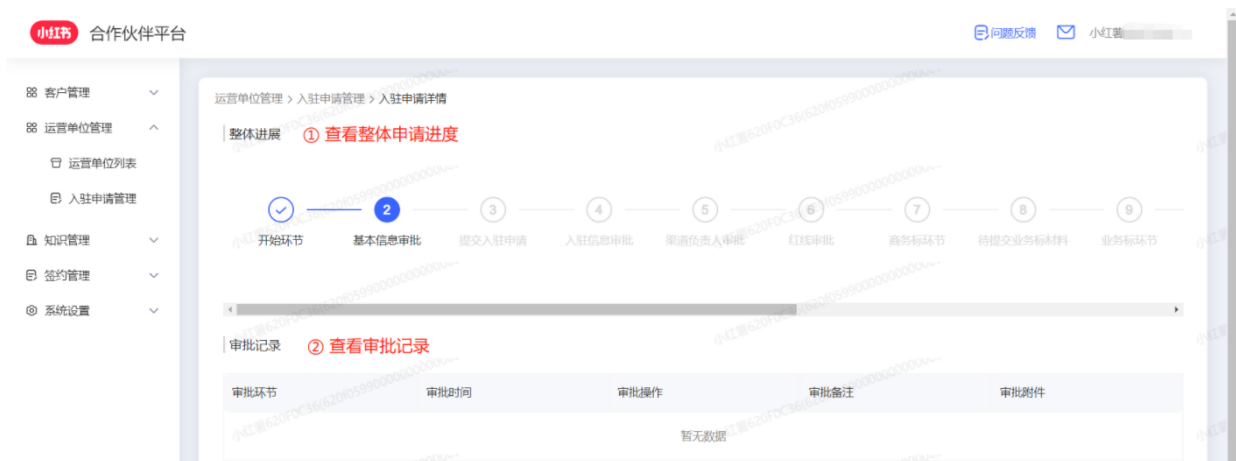 小红书 合作伙伴平台
问题反馈 小红薯
客户管理
运营单位管理
运营单位列表
入驻申请管理
知识管理
签约管理
系统设置
运营单位管理 > 入驻申请管理 > 入驻申请详情
整体进展 ① 查看整体申请进度
2 3 4 5 6 7 8 9
开始环节 基本信息审批 提交入驻申请 入驻信息审批 渠道负责人审批 红线审批 商务标环节 待提交业务标材料 业务标环节
审批记录 ② 查看审批记录
审批环节 审批时间 审批操作 审批备注 审批附件
暂无数据